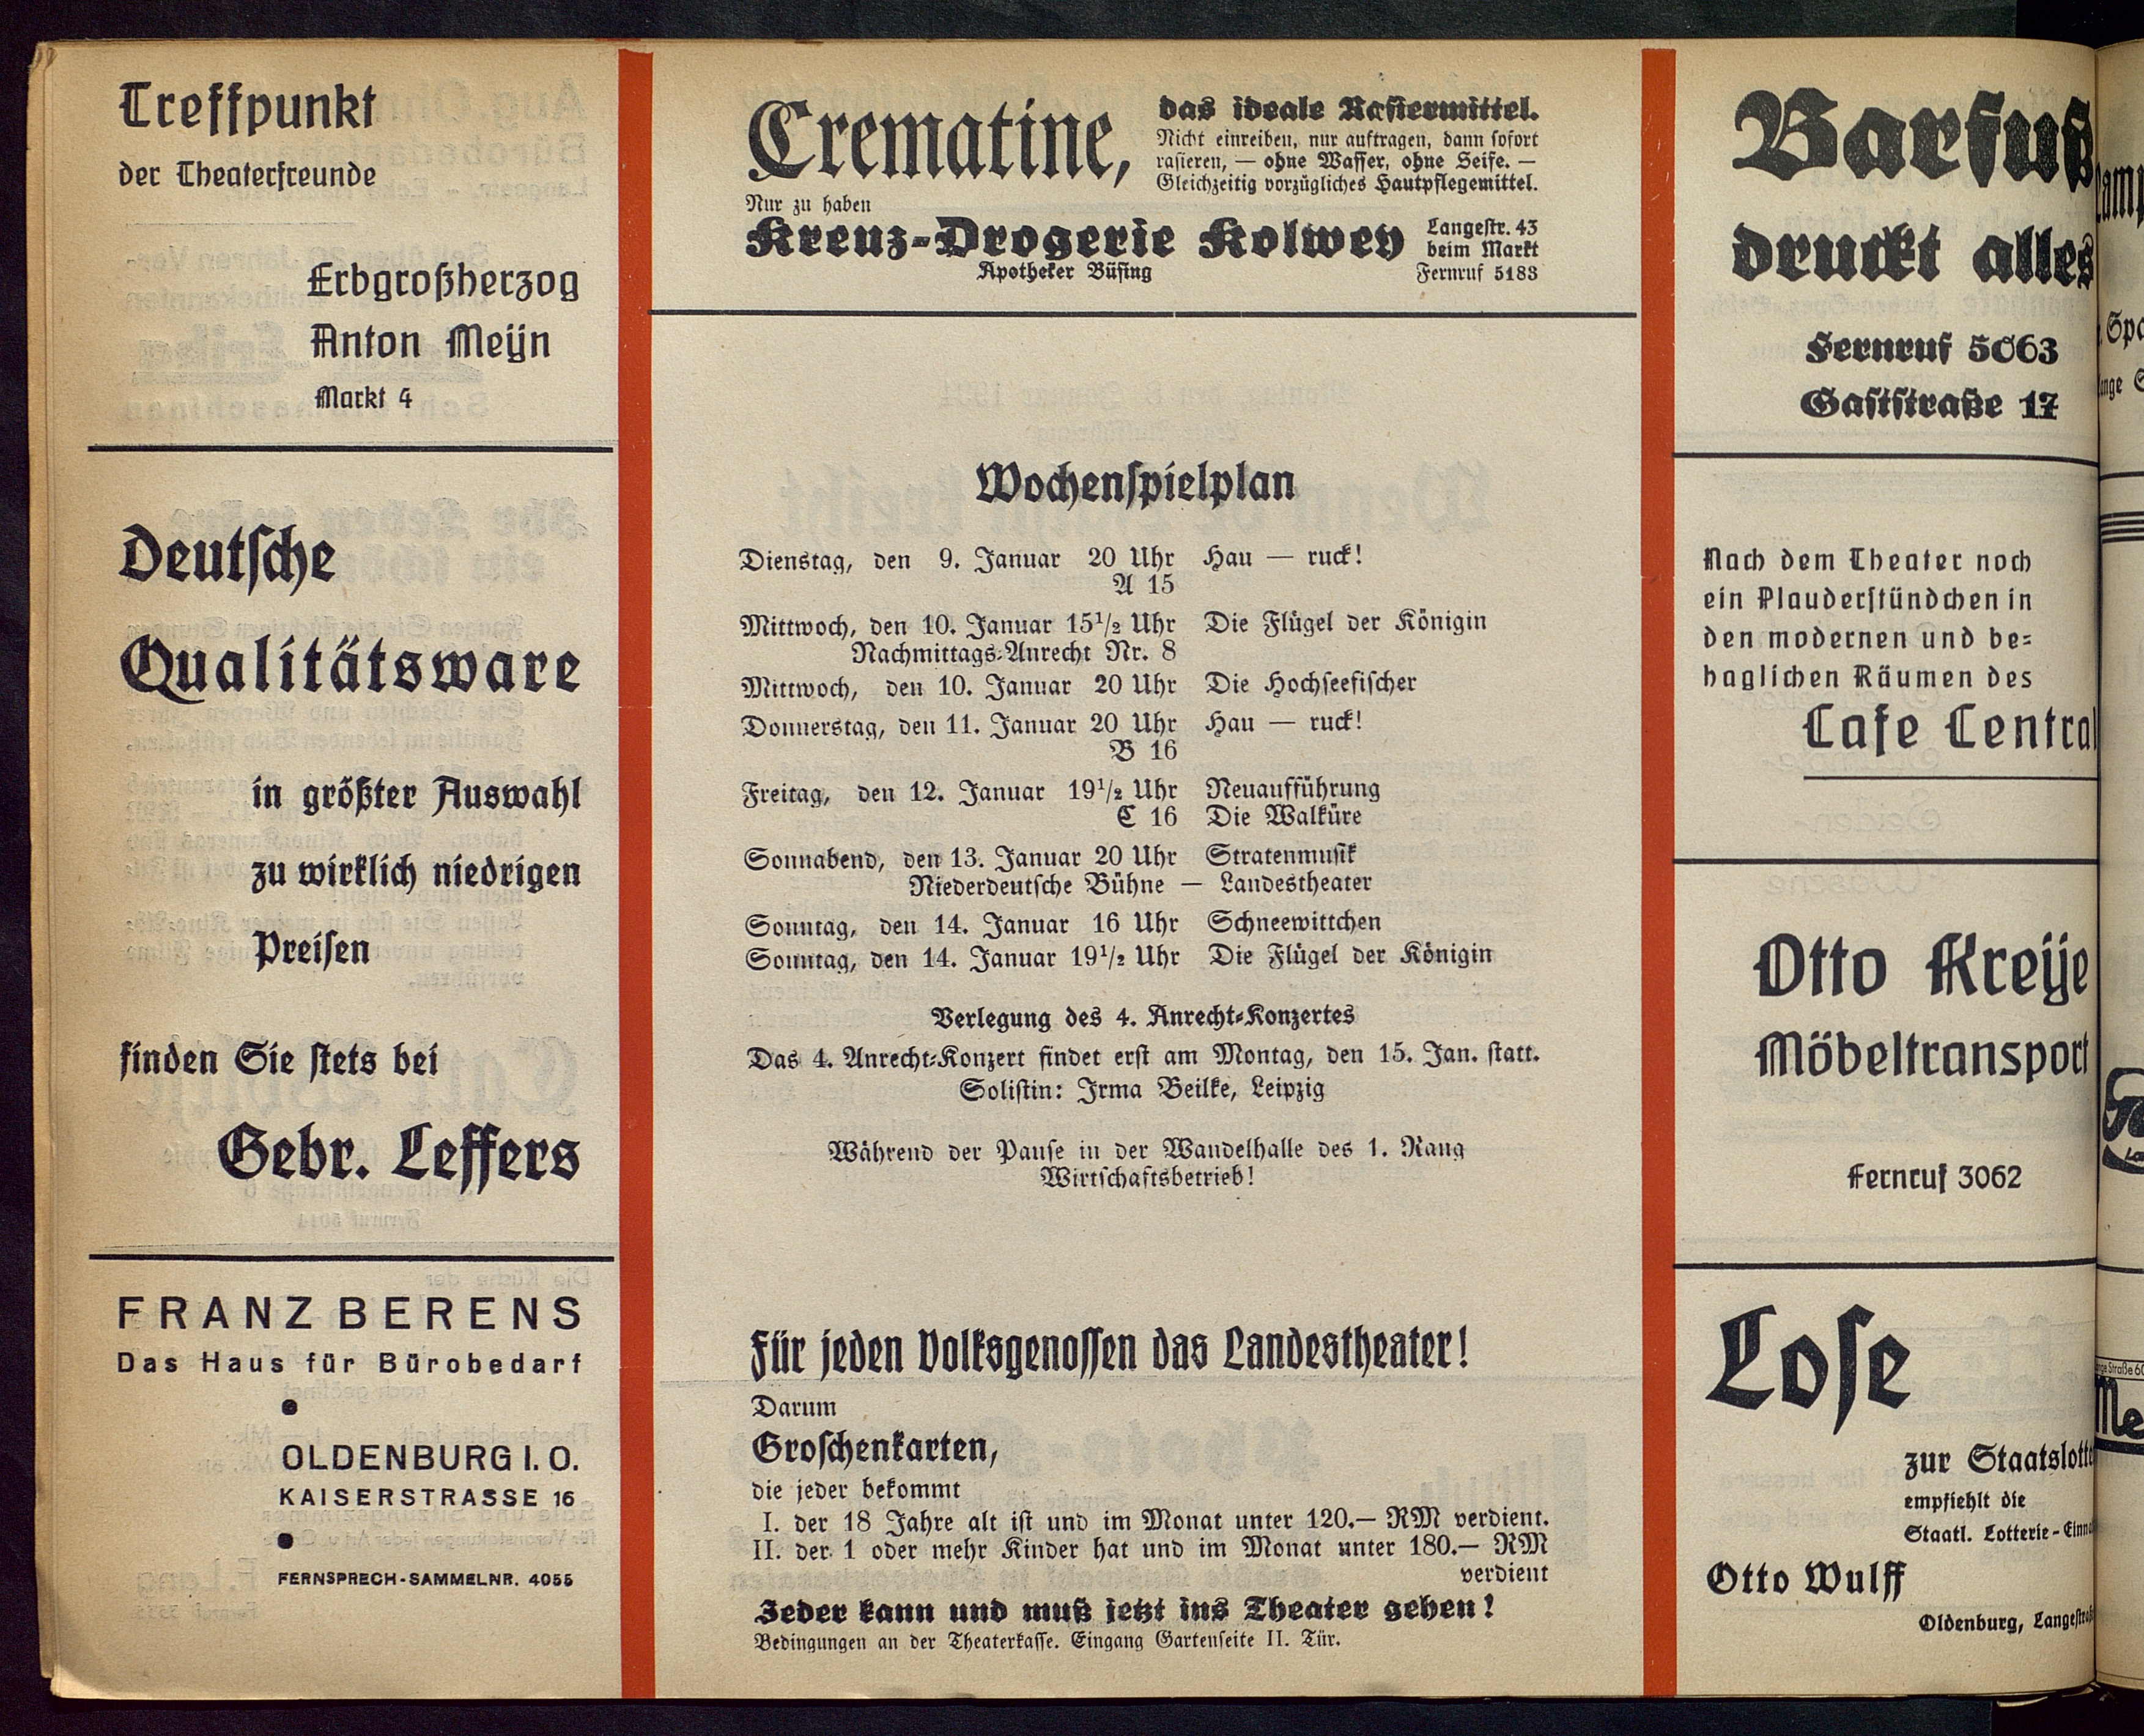 Treffpunkt
der Theaterfreunde
Erbgroßherzog
Anton Meyn
Markt 4
Deutsche
Qualitätsware
in größter Auswahl
zu wirklich niedrigen
Preisen
finden Sie stets bei
Gebr. Leffers
FRANZ BERENS
Das Haus für Bürobedarf
OLDENBURG I. O.
KAISERSTRASSE 16
FERNSPRECH-SAMMELNR. 4055
Crematine,
das ideale Rasiermittel.
Nicht einreiben, nur auftragen, dann sofort
rasieren, — ohne Wasser, ohne Seife. —
Gleichzeitig vorzügliches Hautpflegemittel.
Nur zu haben
Kreuz-Drogerie Kolwey
Apotheker Büsing
Langestr. 43
beim Markt
Fernruf 5183
Wochenspielplan
Dienstag, den 9. Januar 20 Uhr Hau — ruck!
A 15
Mittwoch, den 10. Januar 15½ Uhr Die Flügel der Königin
Nachmittags-Anrecht Nr. 8
Mittwoch, den 10. Januar 20 Uhr Die Hochseefischer
Donnerstag, den 11. Januar 20 Uhr Hau — ruck!
B 16
Freitag, den 12. Januar 19½ Uhr Neuaufführung
C 16 Die Walküre
Sonnabend, den 13. Januar 20 Uhr Stratenmusik
Niederdeutsche Bühne — Landestheater
Sonntag, den 14. Januar 16 Uhr Schneewittchen
Sonntag, den 14. Januar 19½ Uhr Die Flügel der Königin
Verlegung des 4. Anrecht-Konzertes
Das 4. Anrecht-Konzert findet erst am Montag, den 15. Jan. statt.
Solistin: Irma Beilke, Leipzig
Während der Pause in der Wandelhalle des 1. Rang
Wirtschaftsbetrieb!
Für jeden Volksgenossen das Landestheater!
Darum
Groschenkarten,
die jeder bekommt
I. der 18 Jahre alt ist und im Monat unter 120.— RM verdient.
II. der 1 oder mehr Kinder hat und im Monat unter 180.— RM
verdient
Jeder kann und muß jetzt ins Theater gehen!
Bedingungen an der Theaterkasse. Eingang Gartenseite II. Tür.
Barfuß
druckt alles
Fernruf 5063
Gaststraße 17
Nach dem Theater noch
ein Plauderstündchen in
den modernen und be-
haglichen Räumen des
Cafe Central
Otto Kreye
Möbeltransport
Fernruf 3062
Lose
zur Staatslotte
empfiehlt die
Staatl. Lotterie-Einna
Otto Wulff
Oldenburg, Langestraß